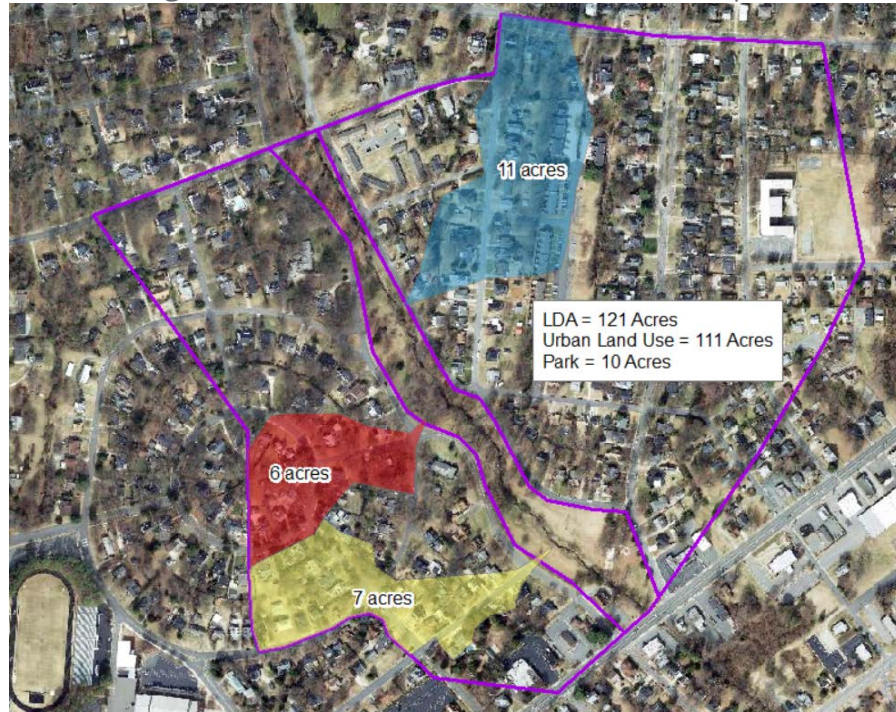 11 acres
LDA = 121 Acres
Urban Land Use = 111 Acres
Park = 10 Acres
6 acres
7 acres